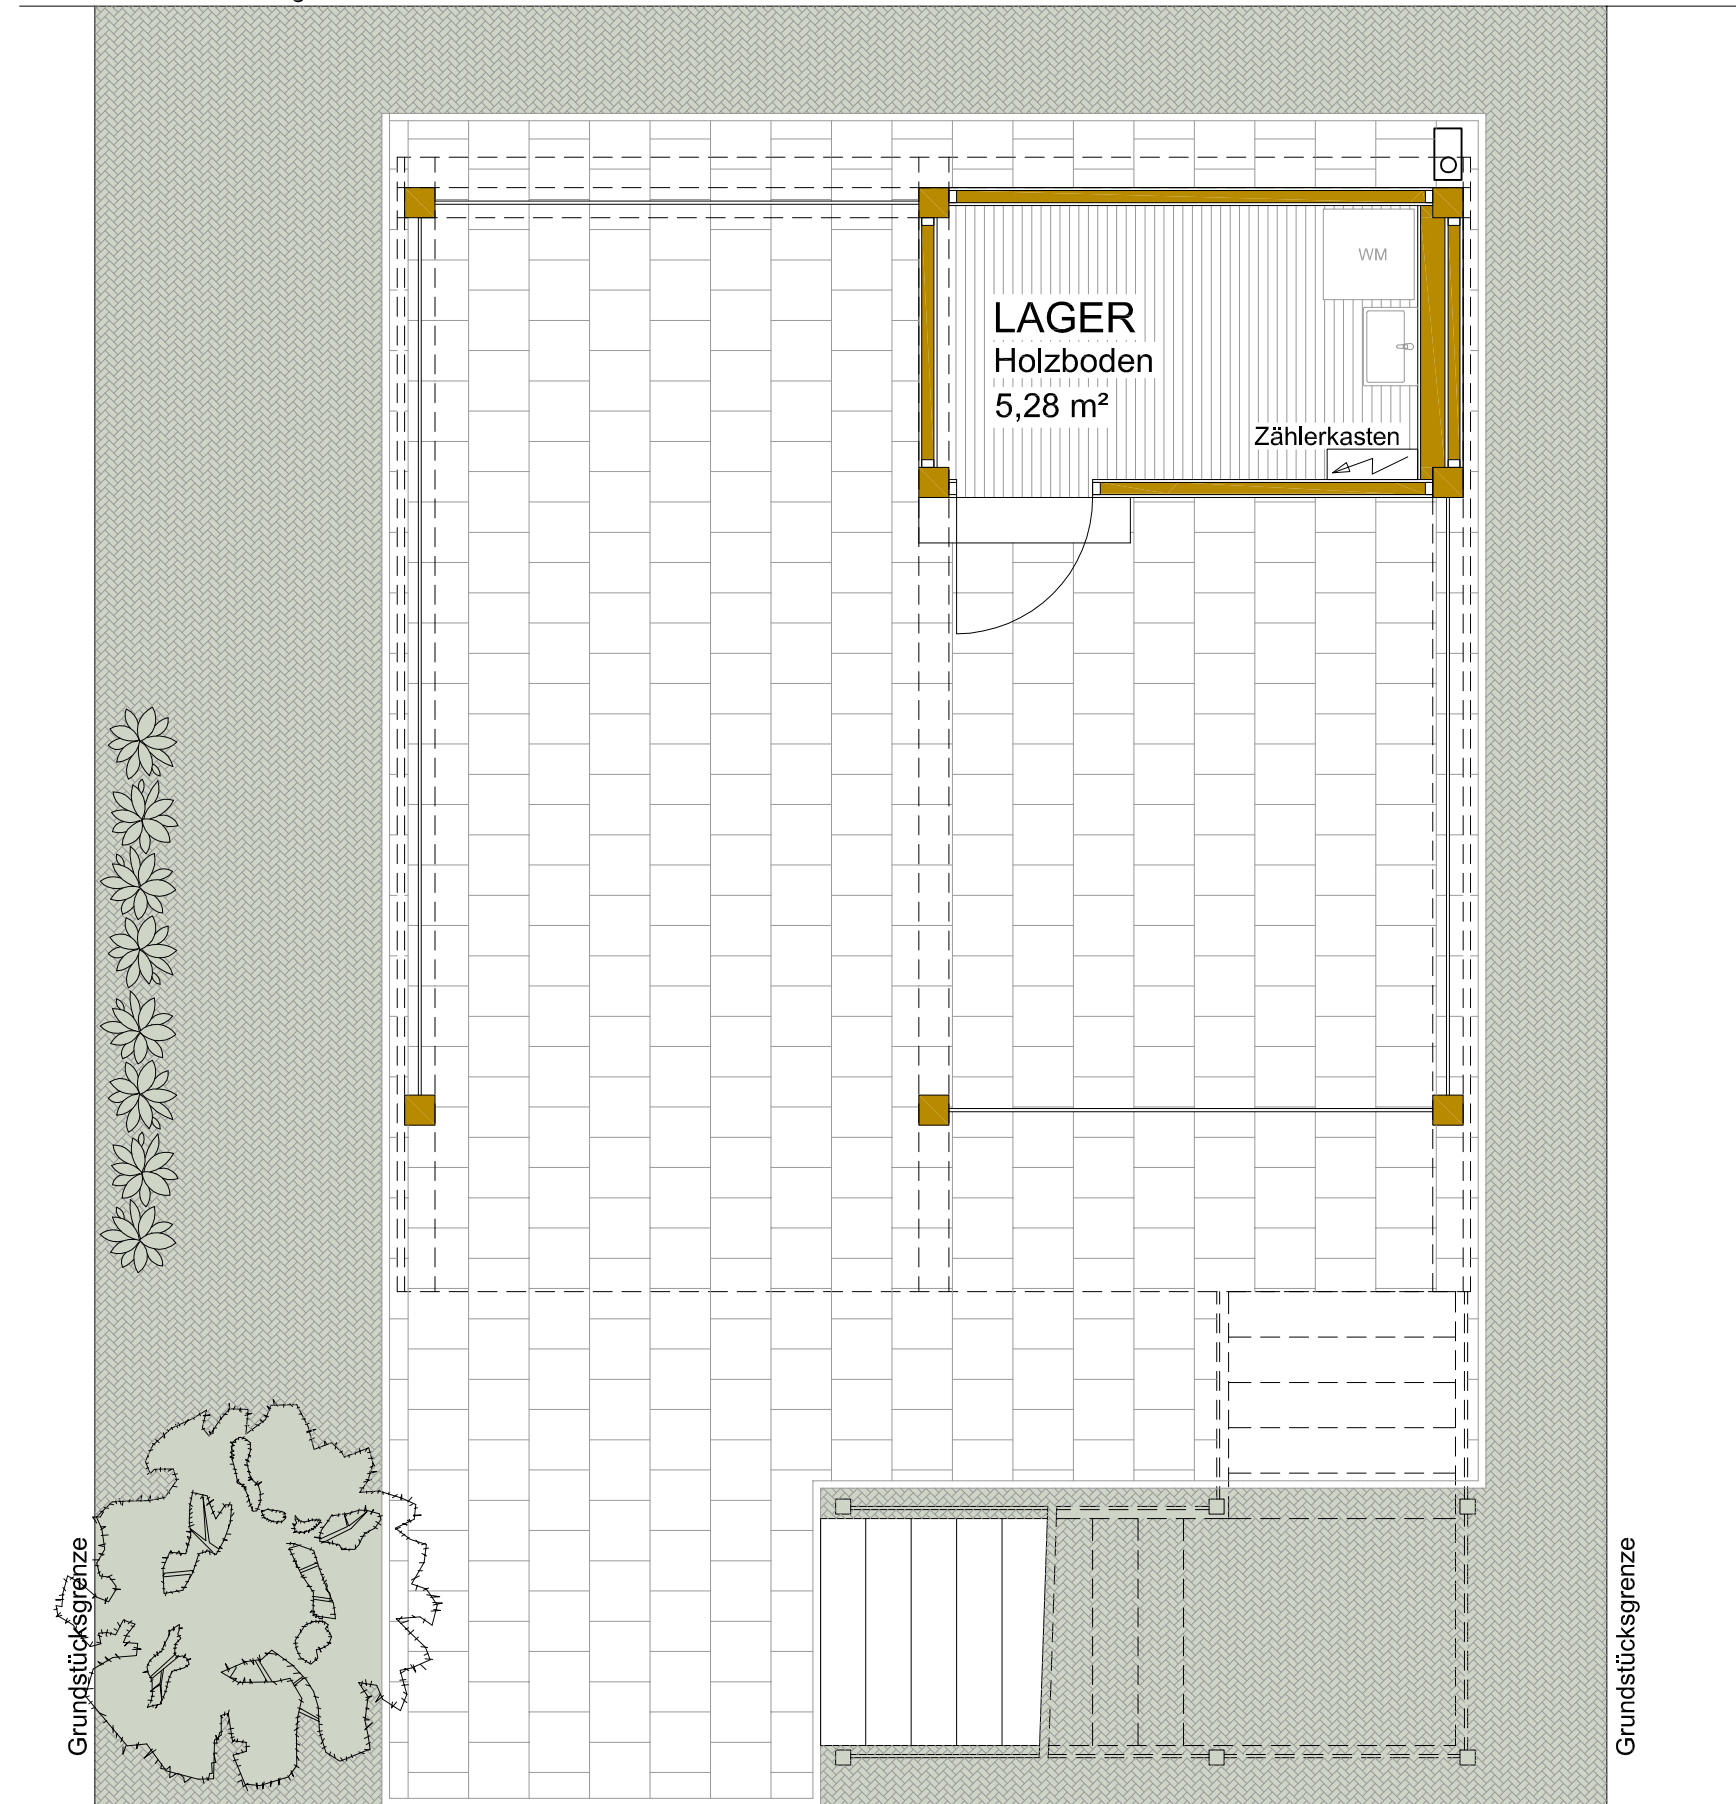 WM
LAGER
Holzboden
5,28 m²
Zählerkasten
Grundstücksgrenze
Grundstücksgrenze